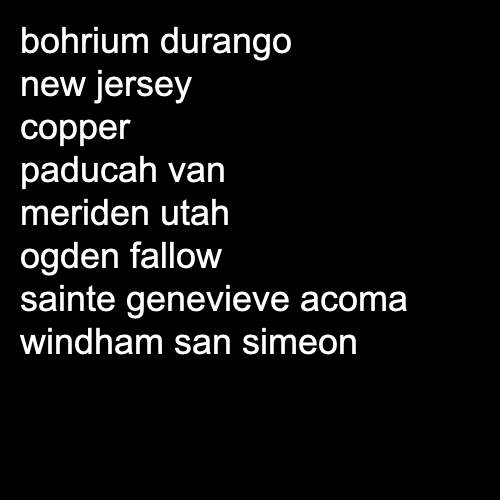 bohrium durango
new jersey
copper
paducah van
meriden utah
ogden fallow
sainte genevieve acoma
windham san simeon